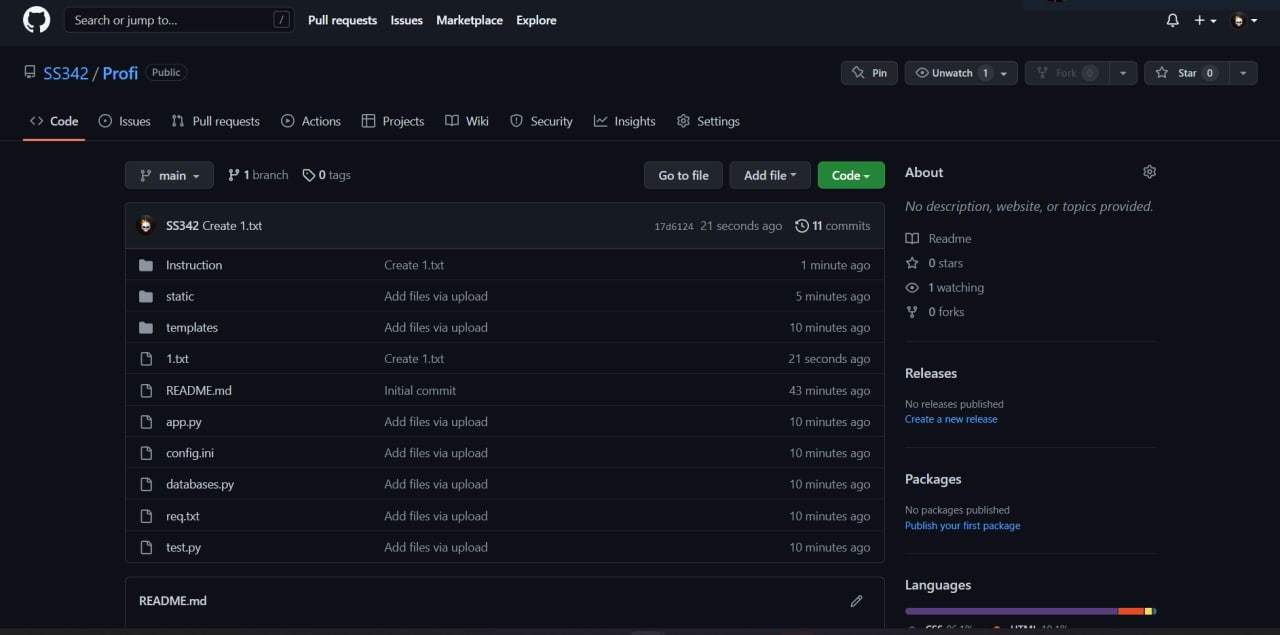 Search or jump to... / Pull requests Issues Marketplace Explore
SS342 / Profi Public Pin Unwatch 1 Fork 0 Star 0
Code Issues Pull requests Actions Projects Wiki Security Insights Settings
main 1 branch 0 tags Go to file Add file Code
SS342 Create 1.txt 17d6124 21 seconds ago 11 commits
Instruction Create 1.txt 1 minute ago
static Add files via upload 5 minutes ago
templates Add files via upload 10 minutes ago
1.txt Create 1.txt 21 seconds ago
README.md Initial commit 43 minutes ago
app.py Add files via upload 10 minutes ago
config.ini Add files via upload 10 minutes ago
databases.py Add files via upload 10 minutes ago
req.txt Add files via upload 10 minutes ago
test.py Add files via upload 10 minutes ago
README.md
About
No description, website, or topics provided.
Readme
0 stars
1 watching
0 forks
Releases
No releases published
Create a new release
Packages
No packages published
Publish your first package
Languages
CSS HTML